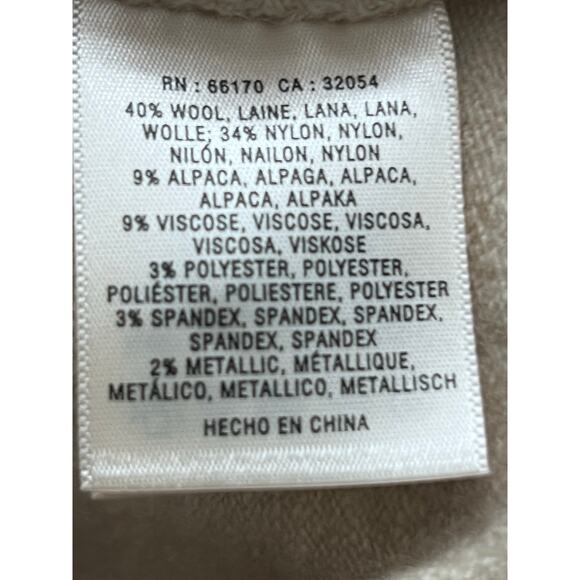 RN : 66170 CA : 32054
40% WOOL, LAINE, LANA, LANA,
WOLLE; 34% NYLON, NYLON,
NILÓN, NAILON, NYLON
9% ALPACA, ALPAGA, ALPACA,
ALPACA, ALPAKA
9% VISCOSE, VISCOSE, VISCOSA,
VISCOSA, VISKOSE
3% POLYESTER, POLYESTER,
POLIÉSTER, POLIESTERE, POLYESTER
3% SPANDEX, SPANDEX, SPANDEX,
SPANDEX, SPANDEX
2% METALLIC, MÉTALLIQUE,
METÁLICO, METALLICO, METALLISCH
HECHO EN CHINA